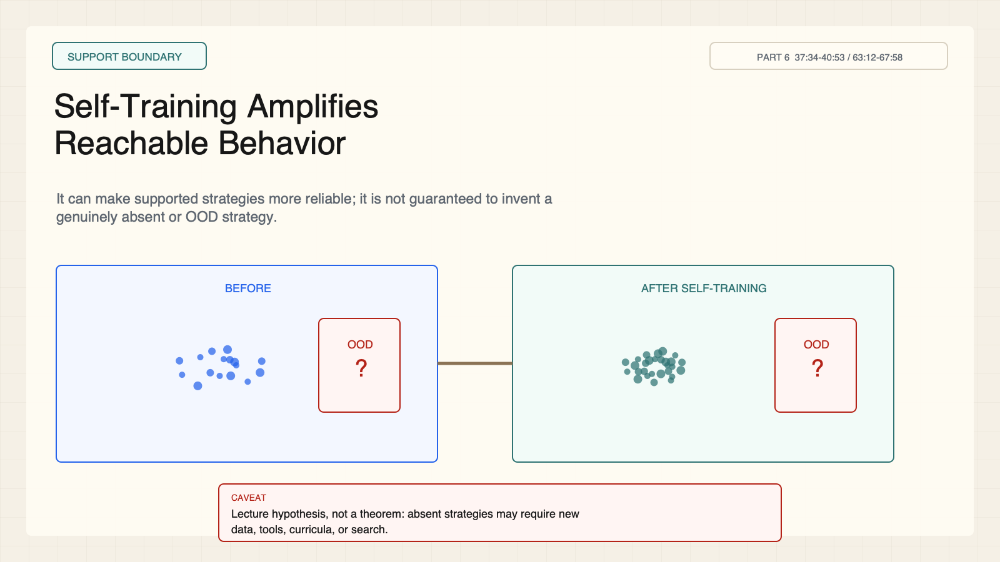 SUPPORT BOUNDARY
PART 6 37:34-40:53 / 63:12-67:58
Self-Training Amplifies
Reachable Behavior
It can make supported strategies more reliable; it is not guaranteed to invent a
genuinely absent or OOD strategy.
BEFORE
OOD
?
AFTER SELF-TRAINING
OOD
?
CAVEAT
Lecture hypothesis, not a theorem: absent strategies may require new
data, tools, curricula, or search.